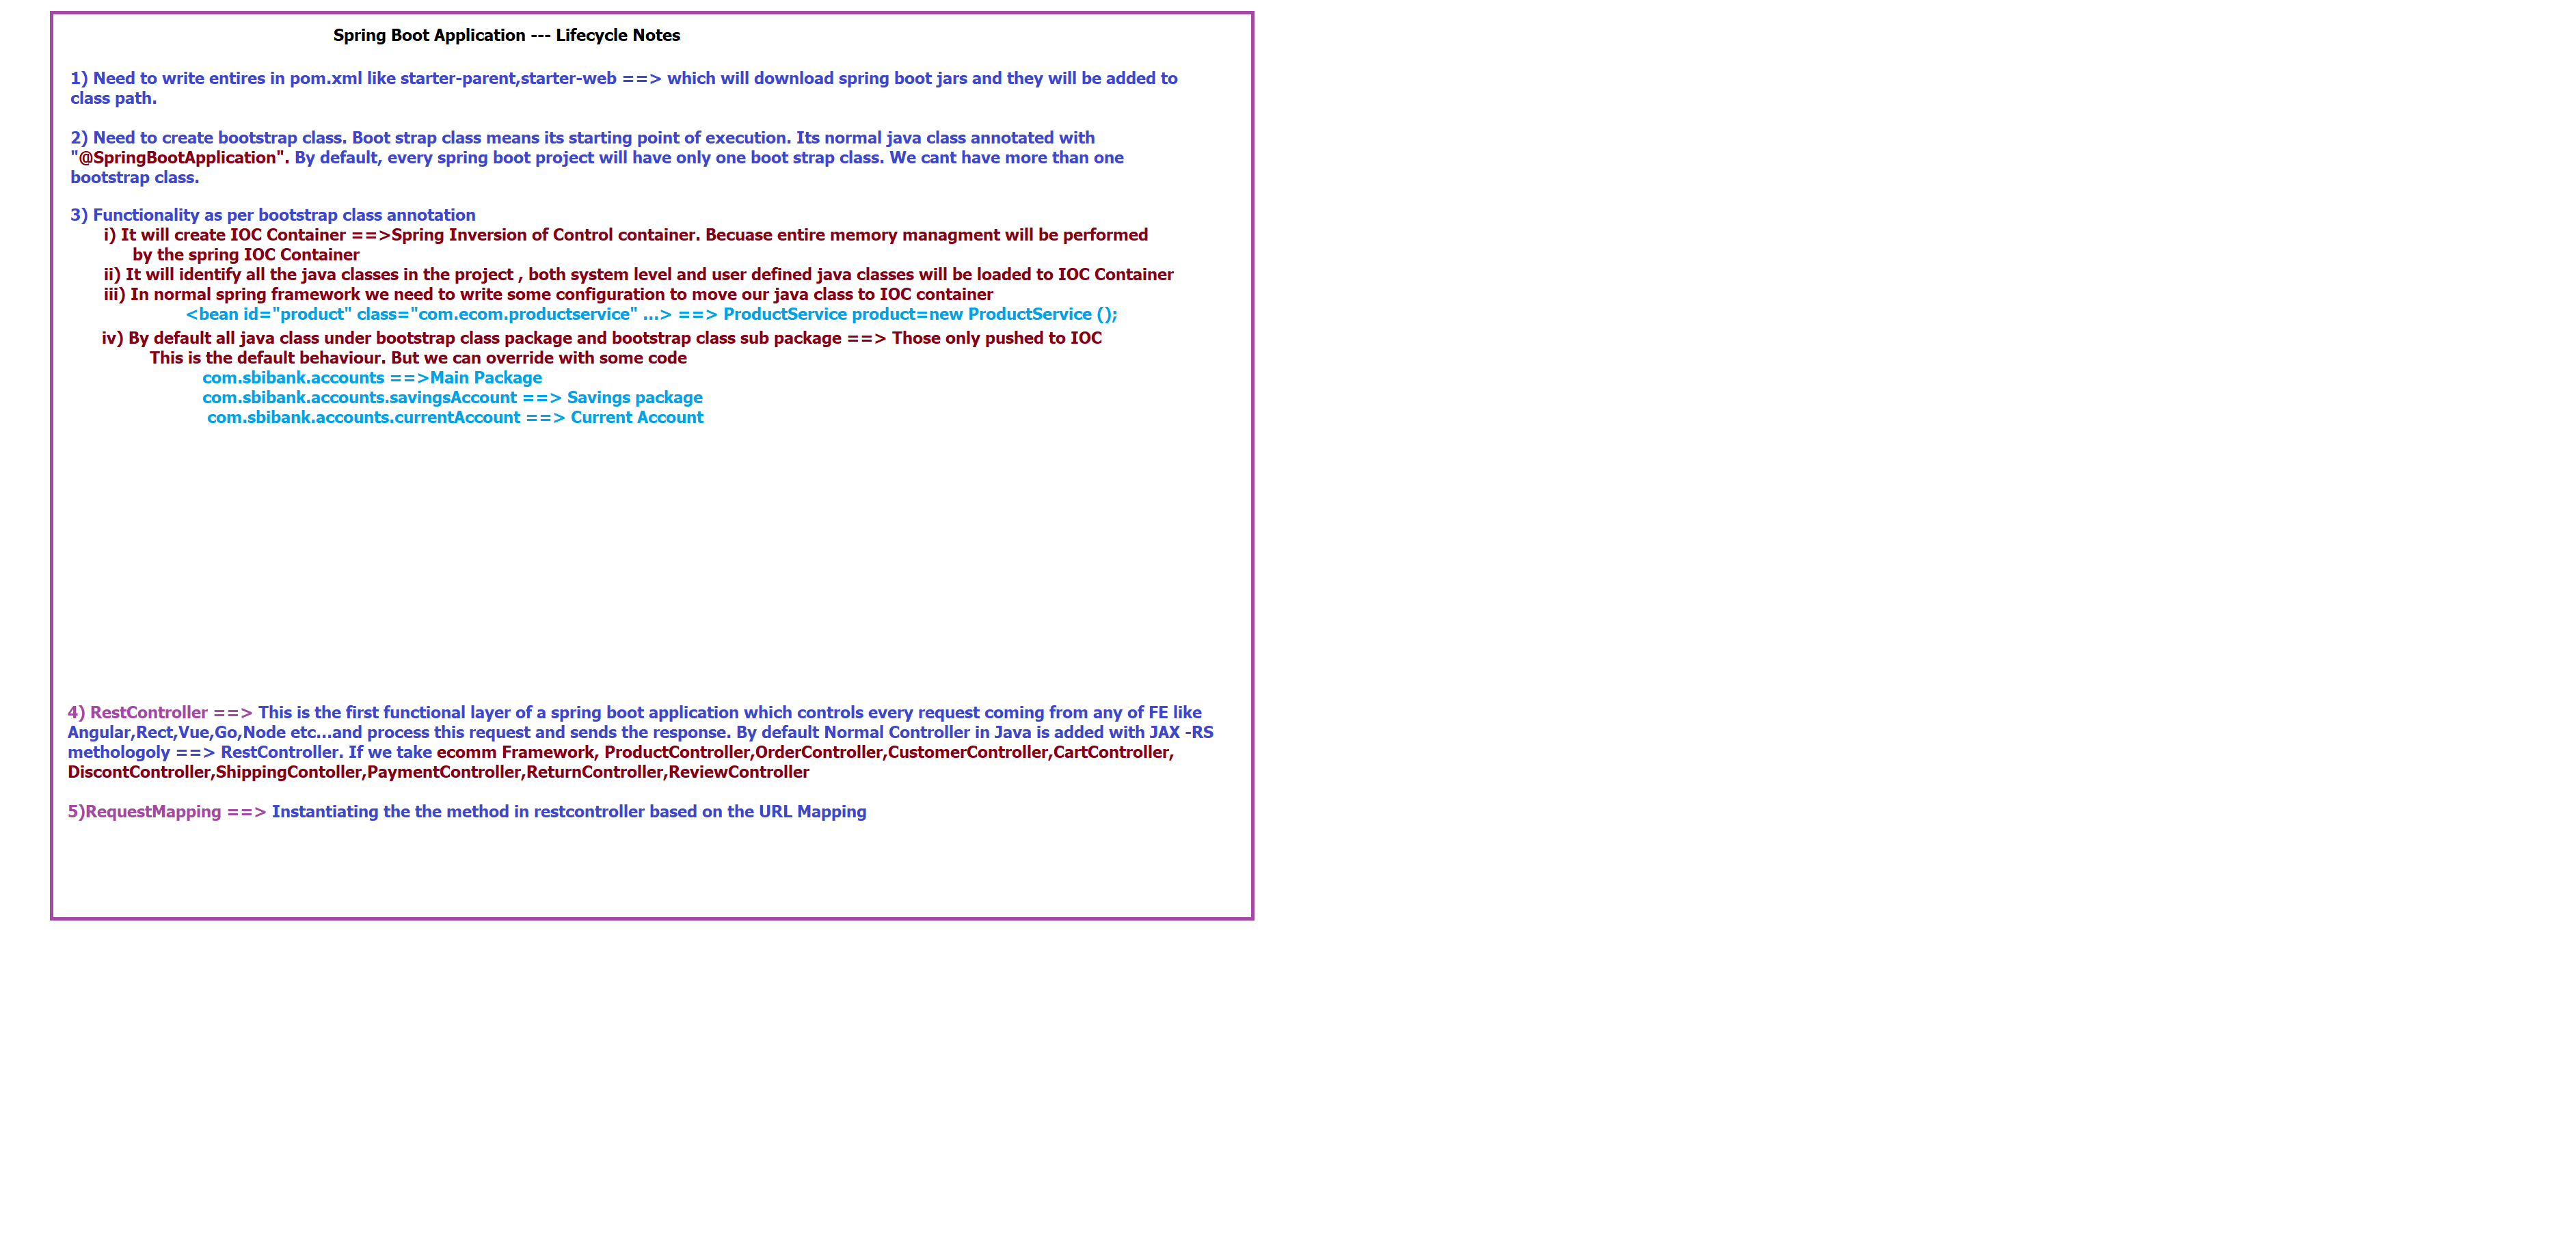 Spring Boot Application --- Lifecycle Notes
1) Need to write entires in pom.xml like starter-parent,starter-web ==> which will download spring boot jars and they will be added to
class path.
2) Need to create bootstrap class. Boot strap class means its starting point of execution. Its normal java class annotated with
"@SpringBootApplication". By default, every spring boot project will have only one boot strap class. We cant have more than one
bootstrap class.
3) Functionality as per bootstrap class annotation
i) It will create IOC Container ==>Spring Inversion of Control container. Becuase entire memory managment will be performed
by the spring IOC Container
ii) It will identify all the java classes in the project , both system level and user defined java classes will be loaded to IOC Container
iii) In normal spring framework we need to write some configuration to move our java class to IOC container
<bean id="product" class="com.ecom.productservice" ...> ==> ProductService product=new ProductService ();
iv) By default all java class under bootstrap class package and bootstrap class sub package ==> Those only pushed to IOC
This is the default behaviour. But we can override with some code
com.sbibank.accounts ==>Main Package
com.sbibank.accounts.savingsAccount ==> Savings package
com.sbibank.accounts.currentAccount ==> Current Account
4) RestController ==> This is the first functional layer of a spring boot application which controls every request coming from any of FE like
Angular,Rect,Vue,Go,Node etc...and process this request and sends the response. By default Normal Controller in Java is added with JAX -RS
methologoly ==> RestController. If we take ecomm Framework, ProductController,OrderController,CustomerController,CartController,
DiscontController,ShippingContoller,PaymentController,ReturnController,ReviewController
5)RequestMapping ==> Instantiating the the method in restcontroller based on the URL Mapping